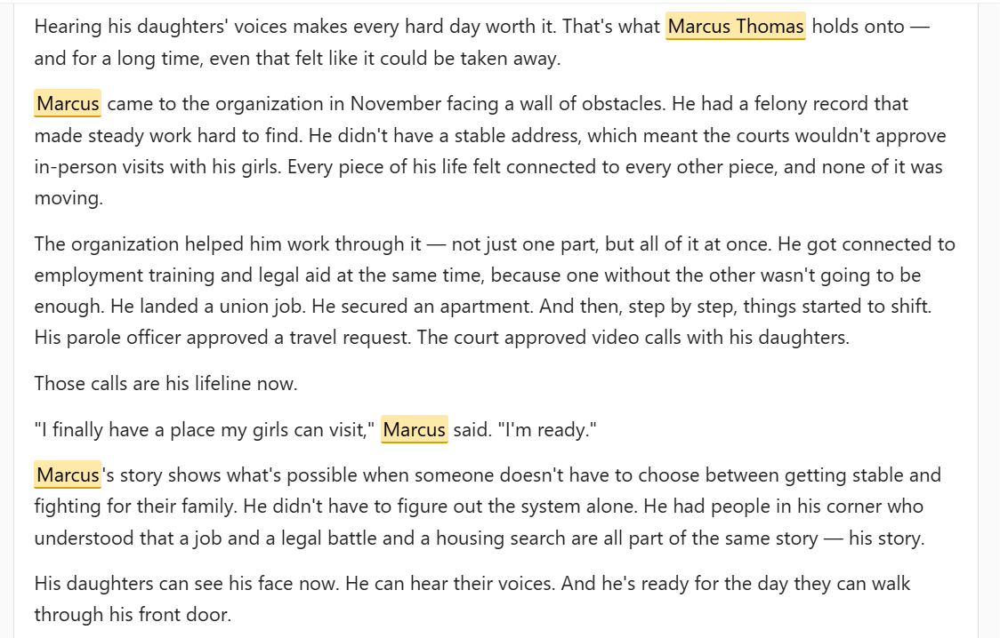 Hearing his daughters' voices makes every hard day worth it. That's what Marcus Thomas holds onto —
and for a long time, even that felt like it could be taken away.
Marcus came to the organization in November facing a wall of obstacles. He had a felony record that
made steady work hard to find. He didn't have a stable address, which meant the courts wouldn't approve
in-person visits with his girls. Every piece of his life felt connected to every other piece, and none of it was
moving.
The organization helped him work through it — not just one part, but all of it at once. He got connected to
employment training and legal aid at the same time, because one without the other wasn't going to be
enough. He landed a union job. He secured an apartment. And then, step by step, things started to shift.
His parole officer approved a travel request. The court approved video calls with his daughters.
Those calls are his lifeline now.
"I finally have a place my girls can visit," Marcus said. "I'm ready."
Marcus's story shows what's possible when someone doesn't have to choose between getting stable and
fighting for their family. He didn't have to figure out the system alone. He had people in his corner who
understood that a job and a legal battle and a housing search are all part of the same story — his story.
His daughters can see his face now. He can hear their voices. And he's ready for the day they can walk
through his front door.